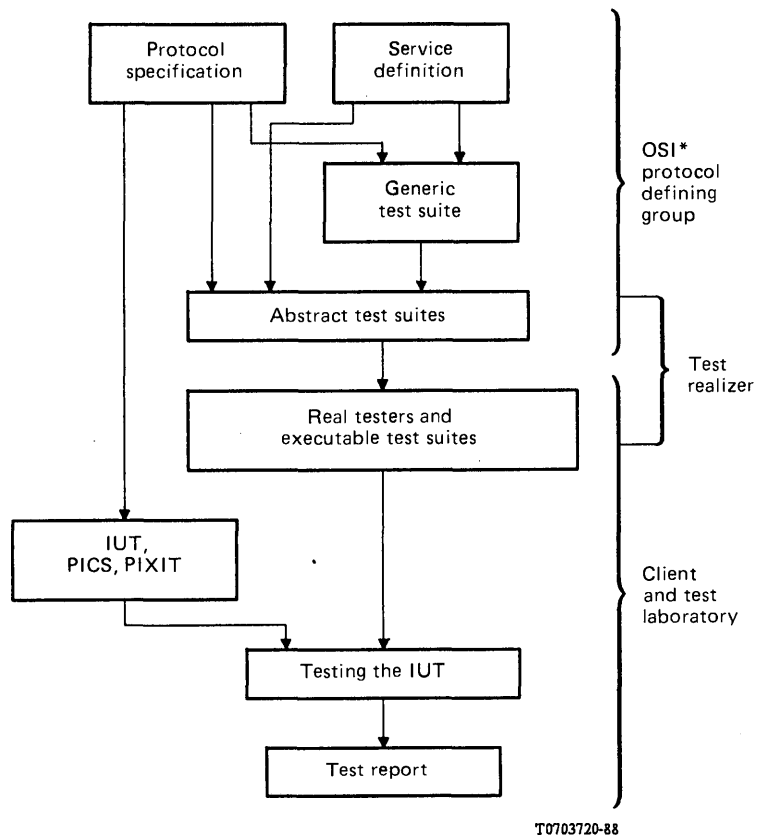 Protocol
specification
Service
definition
Generic
test suite
OSI*
protocol
defining
group
Abstract test suites
Test
realizer
Real testers and
executable test suites
IUT,
PICS, PIXIT
Client
and test
laboratory
Testing the IUT
Test report
T0703720-88